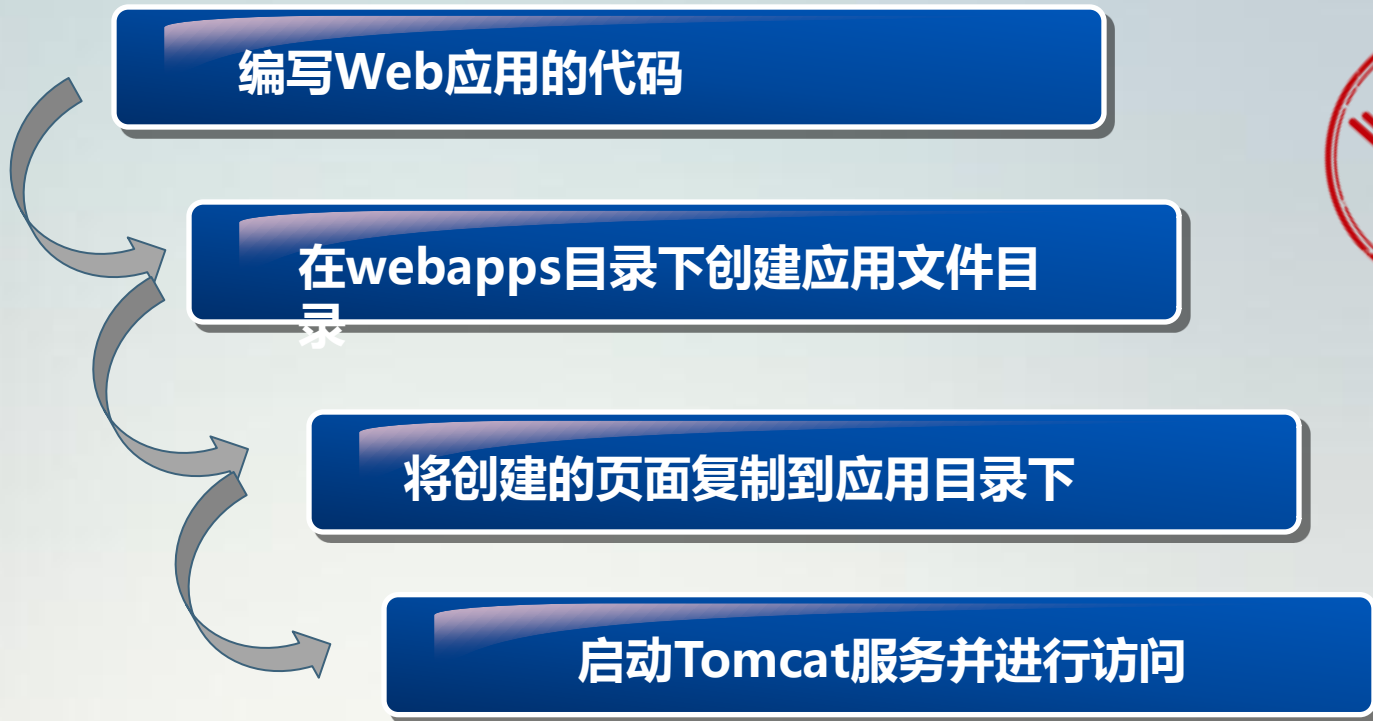 编写Web应用的代码
在webapps目录下创建应用文件目
录
将创建的页面复制到应用目录下
启动Tomcat服务并进行访问